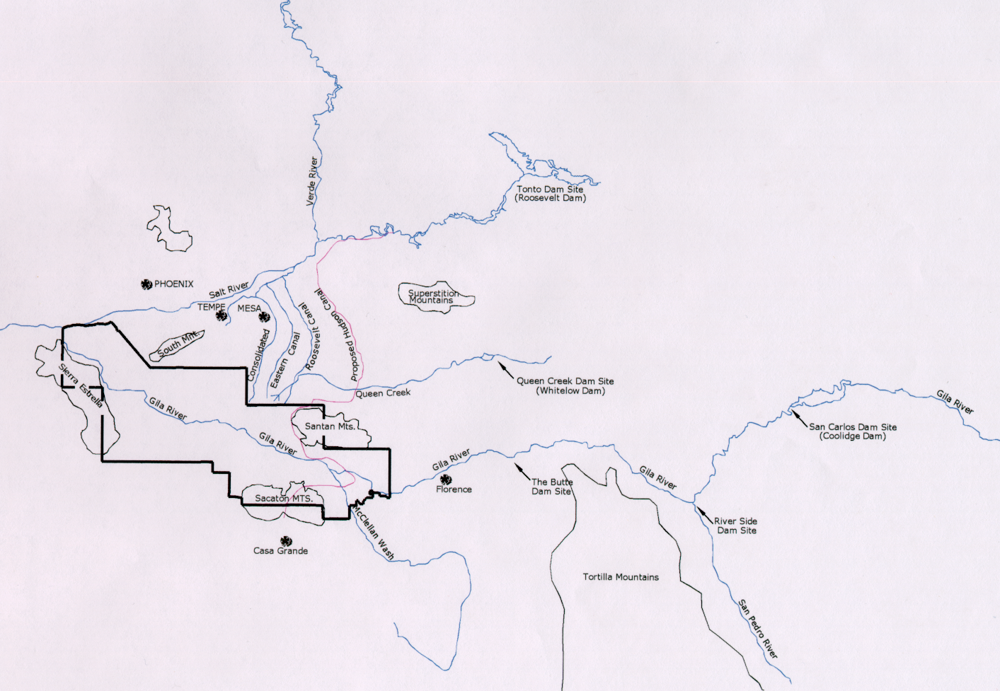 Verde River
Tonto Dam Site
(Roosevelt Dam)
PHOENIX
Salt River
TEMPE
MESA
Superstition
Mountains
South Mnt.
Consolidated
Eastern Canal
Roosevelt Canal
Proposed Hudson Canal
Queen Creek
Queen Creek Dam Site
(Whitelow Dam)
Sierra Estrella
Gila River
Gila River
Santan Mts.
Gila River
Florence
The Butte
Dam Site
Gila River
San Carlos Dam Site
(Coolidge Dam)
Gila River
River Side
Dam Site
Sacaton MTS.
McClellan Wash
Casa Grande
Tortilla Mountains
San Pedro River